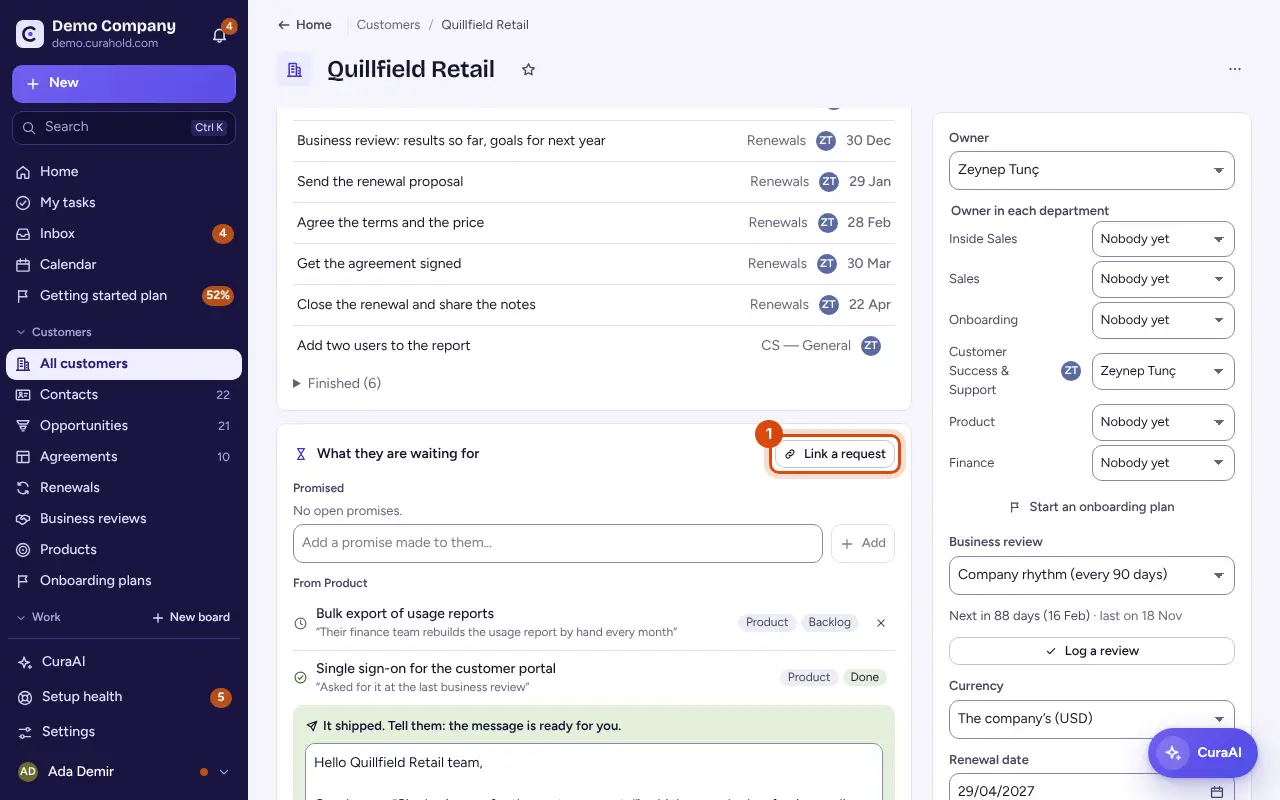 Demo Company
demo.curahold.com
4
New
Search
Ctrl K
Home
My tasks
Inbox
4
Calendar
Getting started plan
52%
Customers
All customers
Contacts
22
Opportunities
21
Agreements
10
Renewals
Business reviews
Products
Onboarding plans
Work
New board
CuraAI
Setup health
5
Settings
AD
Ada Demir
Home
Customers / Quillfield Retail
Quillfield Retail
Business review: results so far, goals for next year
Renewals ZT 30 Dec
Send the renewal proposal
Renewals ZT 29 Jan
Agree the terms and the price
Renewals ZT 28 Feb
Get the agreement signed
Renewals ZT 30 Mar
Close the renewal and share the notes
Renewals ZT 22 Apr
Add two users to the report
CS — General ZT
Finished (6)
What they are waiting for
1
Link a request
Promised
No open promises.
Add a promise made to them...
Add
From Product
Bulk export of usage reports
"Their finance team rebuilds the usage report by hand every month"
Product Backlog
Single sign-on for the customer portal
"Asked for it at the last business review"
Product Done
It shipped. Tell them: the message is ready for you.
Hello Quillfield Retail team,
Owner
Zeynep Tunç
Owner in each department
Inside Sales
Nobody yet
Sales
Nobody yet
Onboarding
Nobody yet
Customer
Success &
Support
ZT
Zeynep Tunç
Product
Nobody yet
Finance
Nobody yet
Start an onboarding plan
Business review
Company rhythm (every 90 days)
Next in 88 days (16 Feb) · last on 18 Nov
Log a review
Currency
The company's (USD)
Renewal date
29/04/2027
CuraAI